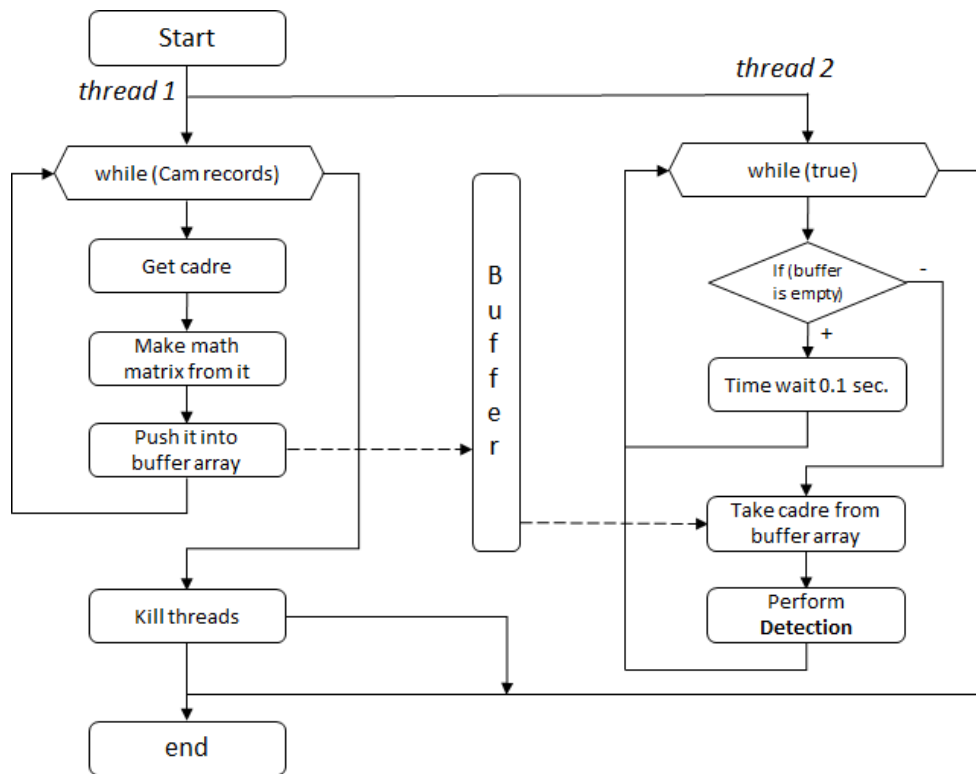 Start
thread 1
thread 2
while (Cam records)
Get cadre
Make math
matrix from it
Push it into
buffer array
Kill threads
end
B
u
f
f
e
r
while (true)
If (buffer
is empty)
-
+
Time wait 0.1 sec.
Take cadre from
buffer array
Perform
Detection